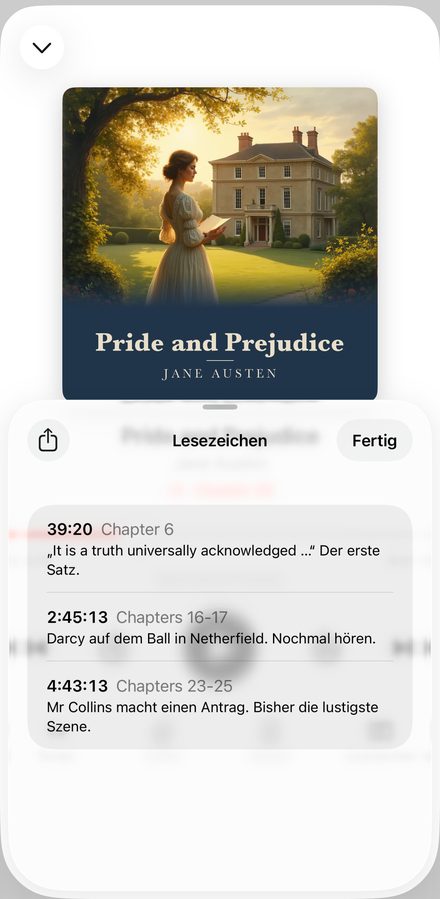 Pride and Prejudice
JANE AUSTEN
Lesezeichen
Fertig
39:20 Chapter 6
„It is a truth universally acknowledged ...“ Der erste
Satz.
2:45:13 Chapters 16-17
Darcy auf dem Ball in Netherfield. Nochmal hören.
4:43:13 Chapters 23-25
Mr Collins macht einen Antrag. Bisher die lustigste
Szene.